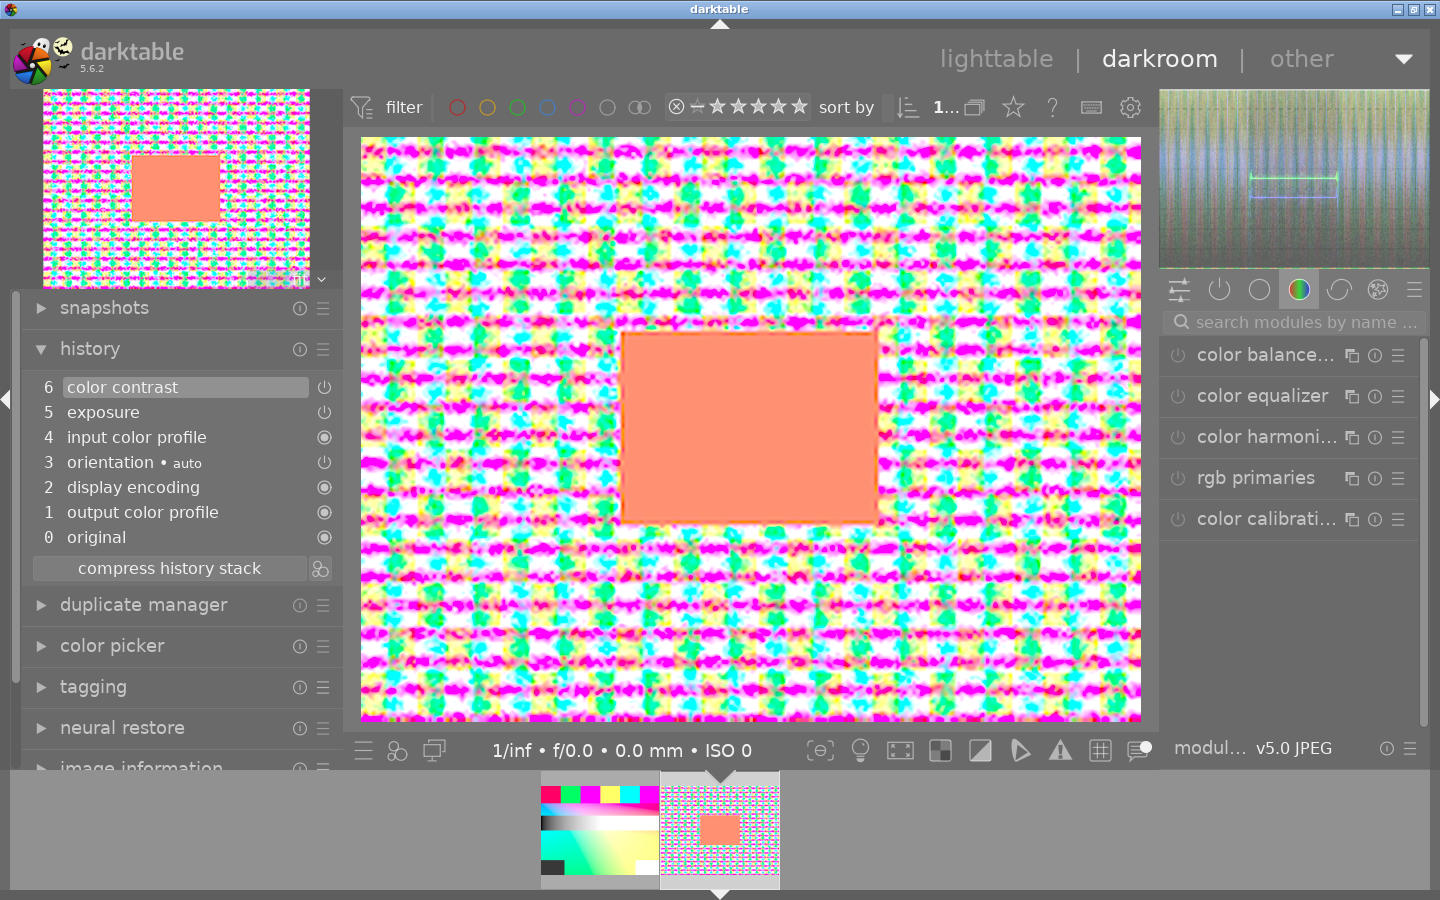 darktable
darktable
5.6.2
lighttable | darkroom | other
filter
sort by
1...
snapshots
history
6 color contrast
5 exposure
4 input color profile
3 orientation • auto
2 display encoding
1 output color profile
0 original
compress history stack
duplicate manager
color picker
tagging
neural restore
image information
1/inf • f/0.0 • 0.0 mm • ISO 0
search modules by name ...
color balance...
color equalizer
color harmoni...
rgb primaries
color calibrati...
modul... v5.0 JPEG